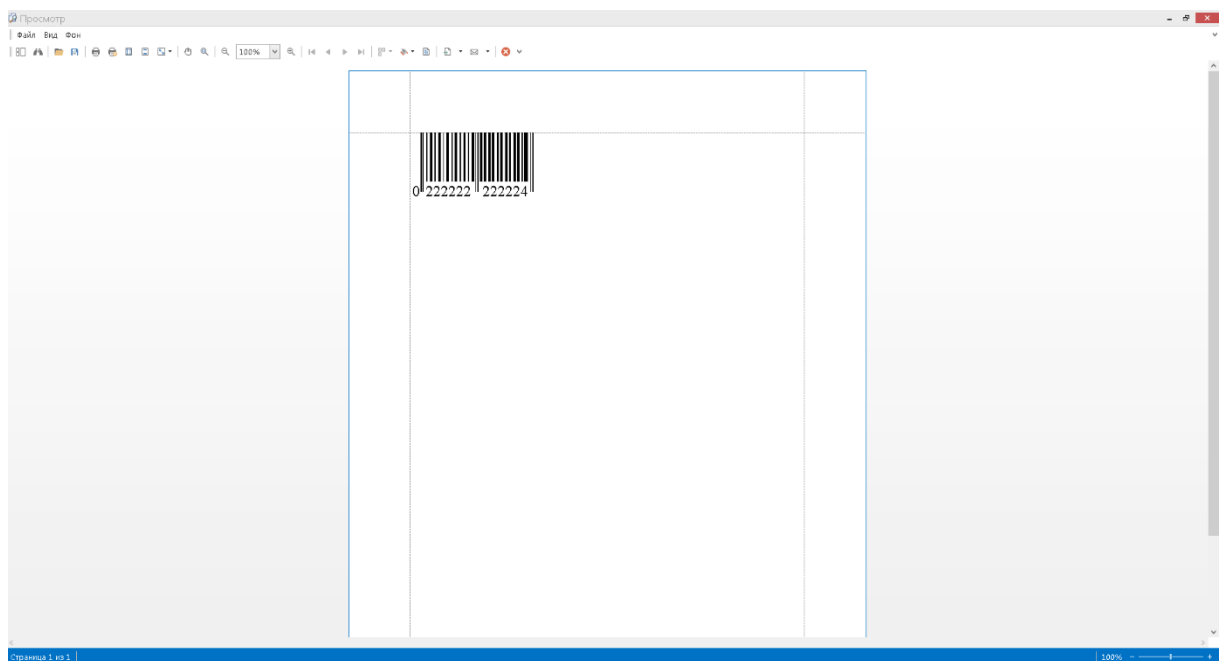 Просмотр
Файл Вид Фон
100%
0 222222 222224
Страница 1 из 1
100%